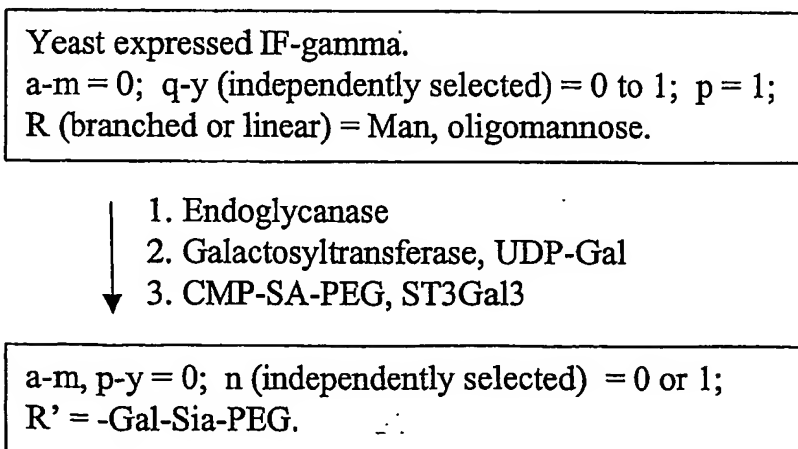 Yeast expressed IF-gamma.
a-m = 0; q-y (independently selected) = 0 to 1; p = 1;
R (branched or linear) = Man, oligomannose.
1. Endoglycanase
2. Galactosyltransferase, UDP-Gal
3. CMP-SA-PEG, ST3Gal3
a-m, p-y = 0; n (independently selected) = 0 or 1;
R' = -Gal-Sia-PEG.